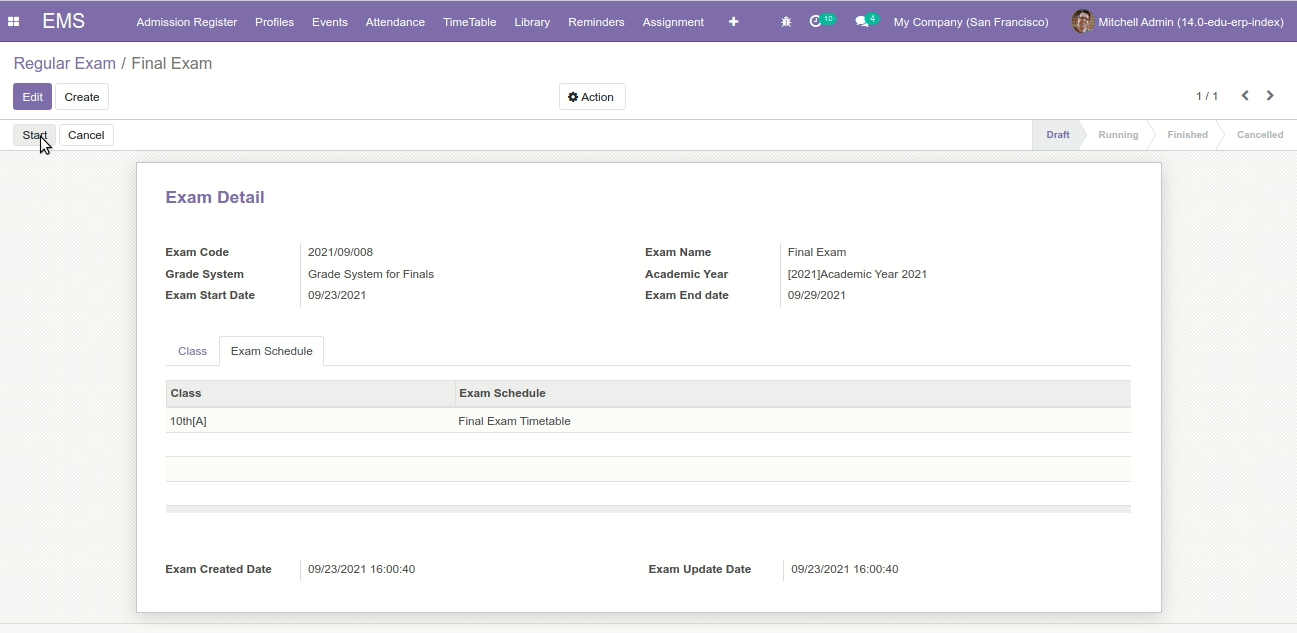 EMS Admission Register Profiles Events Attendance TimeTable Library Reminders Assignment 10 4 My Company (San Francisco) Mitchell Admin (14.0-edu-erp-index)
Regular Exam / Final Exam
Edit Create Action 1 / 1
Start Cancel Draft Running Finished Cancelled
Exam Detail
Exam Code 2021/09/008 Exam Name Final Exam
Grade System Grade System for Finals Academic Year [2021]Academic Year 2021
Exam Start Date 09/23/2021 Exam End date 09/29/2021
Class Exam Schedule
Class Exam Schedule
10th[A] Final Exam Timetable
Exam Created Date 09/23/2021 16:00:40 Exam Update Date 09/23/2021 16:00:40